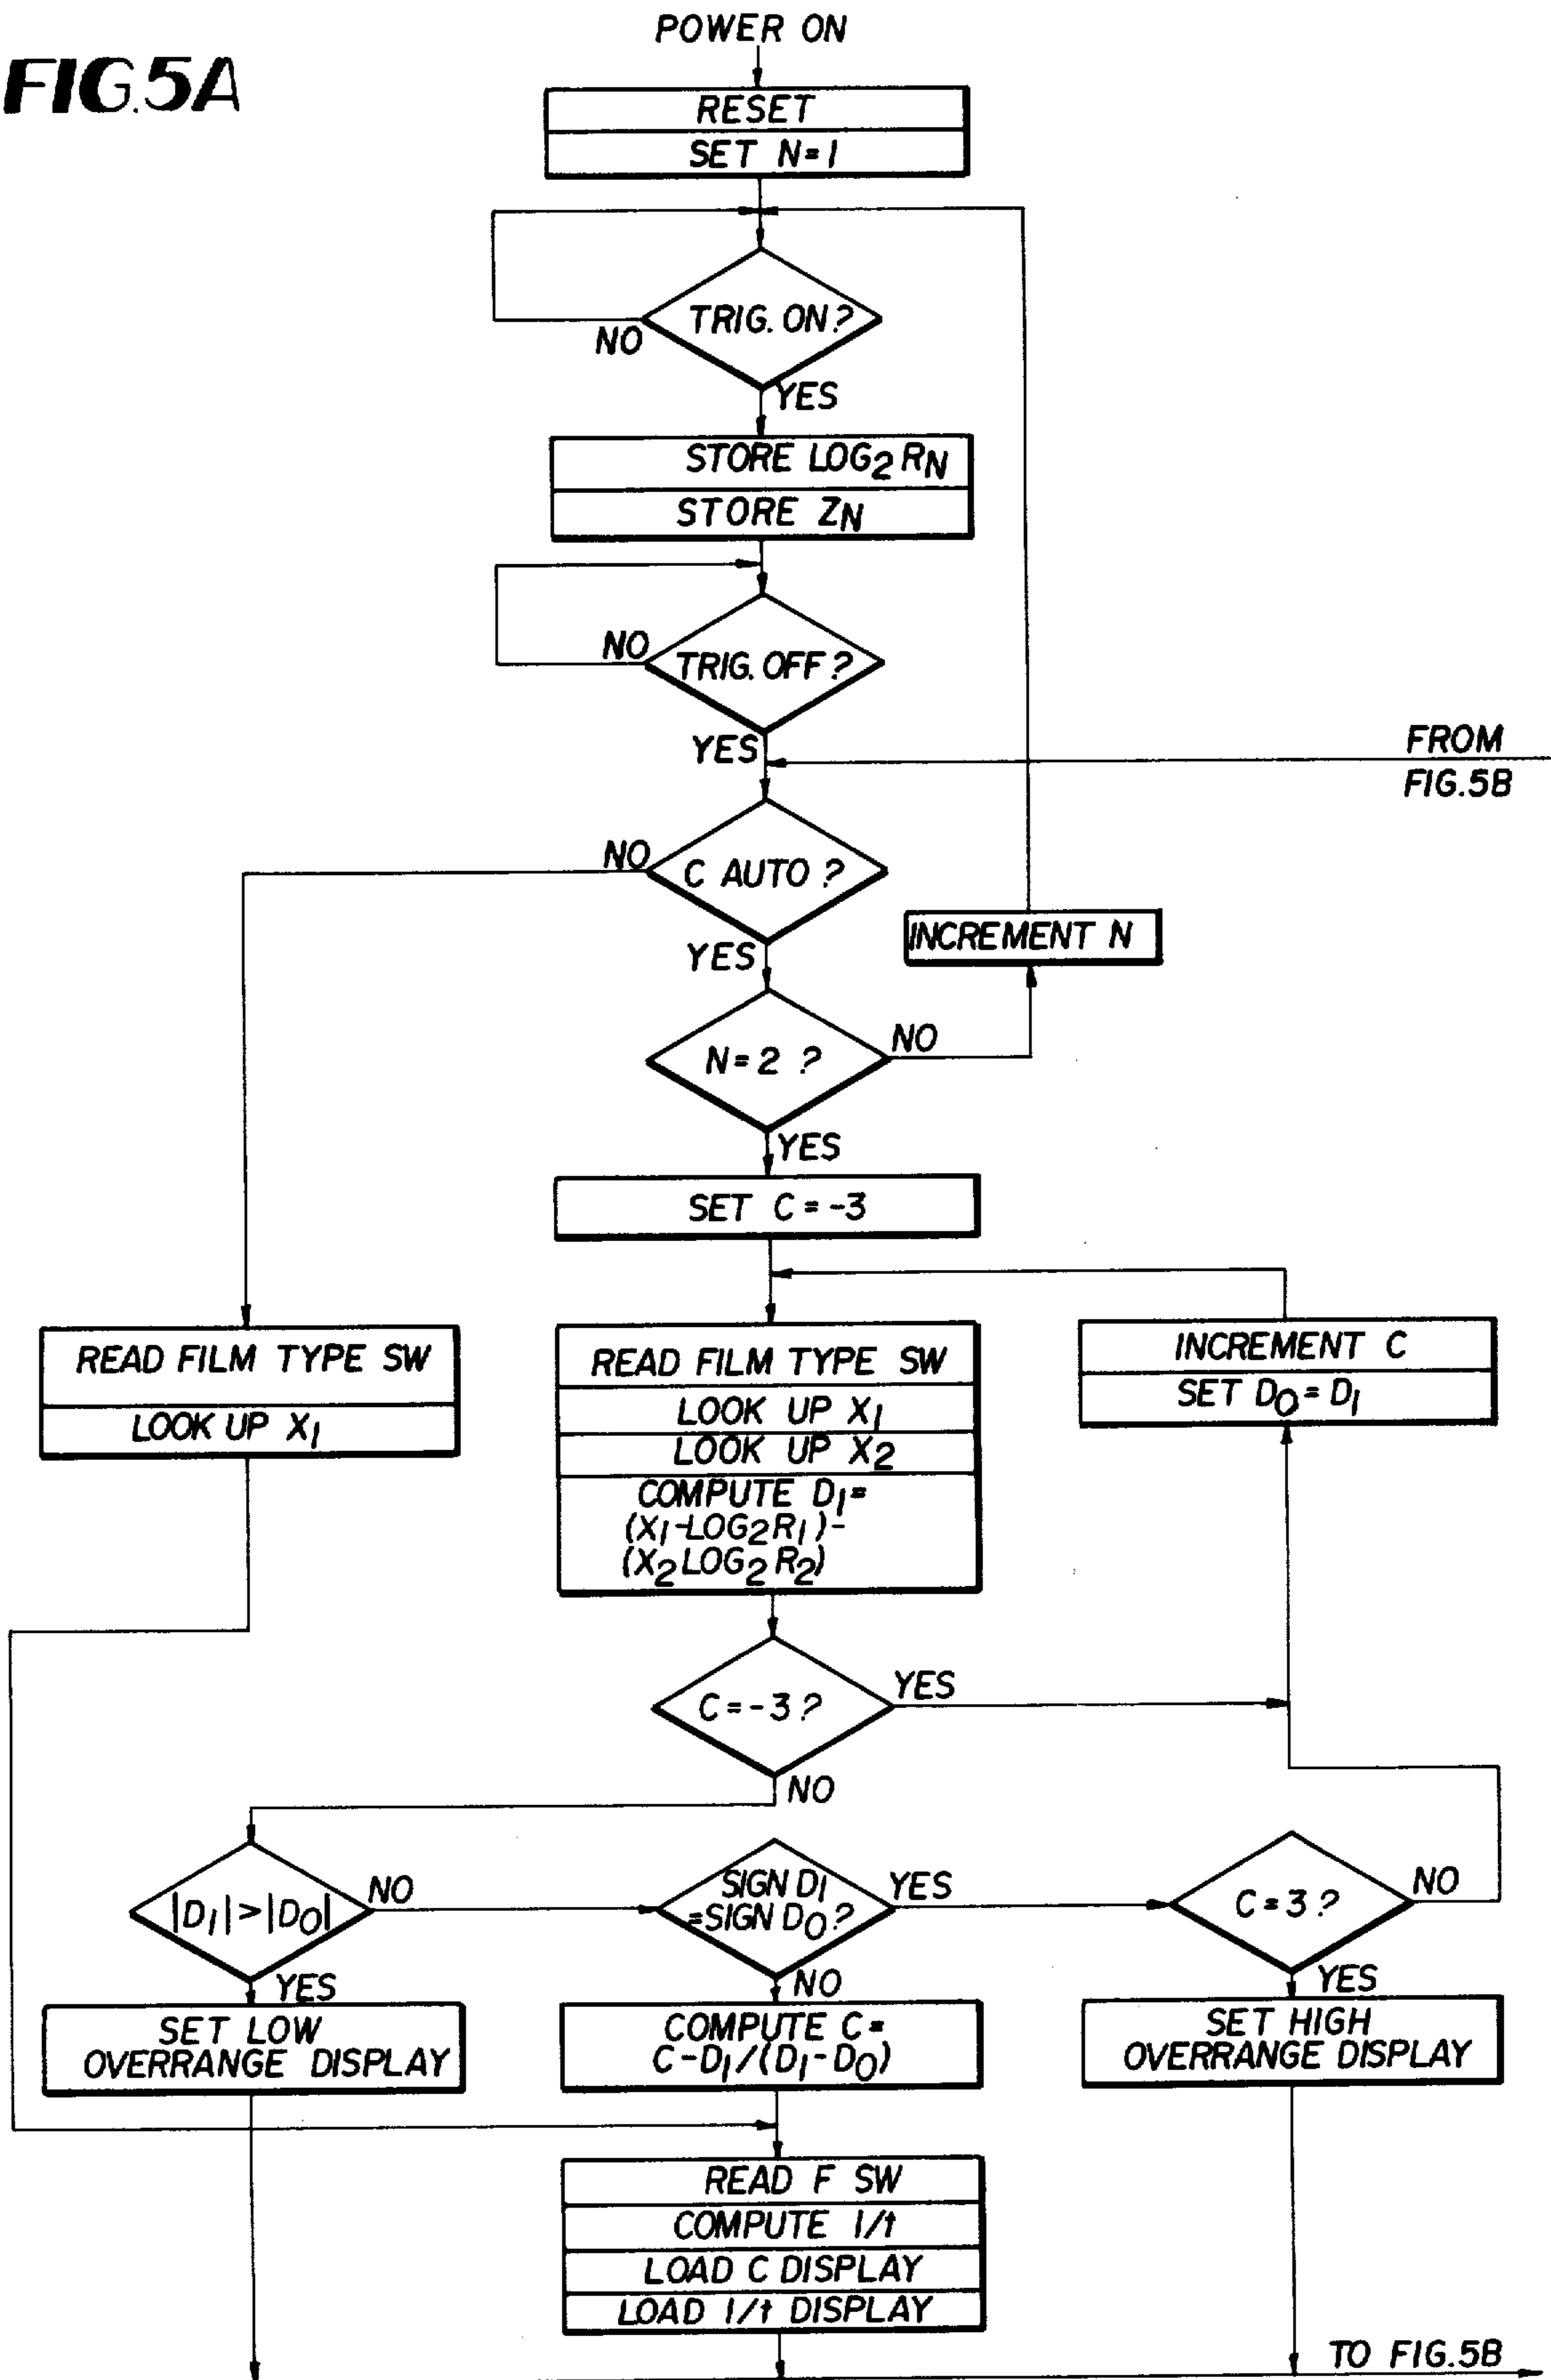 FIG.5A
POWER ON
RESET
SET N=1
TRIG. ON?
NO
YES
STORE LOG2 RN
STORE ZN
NO
TRIG. OFF?
YES
FROM
FIG.5B
NO
C AUTO ?
YES
INCREMENT N
N=2 ?
NO
YES
SET C=-3
READ FILM TYPE SW
LOOK UP X1
READ FILM TYPE SW
LOOK UP X1
LOOK UP X2
COMPUTE D1=
(X1-LOG2R1)-
(X2LOG2R2)
INCREMENT C
SET D0=D1
C=-3?
YES
NO
|D1|>|D0|
NO
YES
SIGN D1
=SIGN D0?
YES
NO
C=3?
NO
YES
SET LOW
OVERRANGE DISPLAY
COMPUTE C=
C-D1/(D1-D0)
SET HIGH
OVERRANGE DISPLAY
READ F SW
COMPUTE 1/t
LOAD C DISPLAY
LOAD 1/t DISPLAY
TO FIG.5B